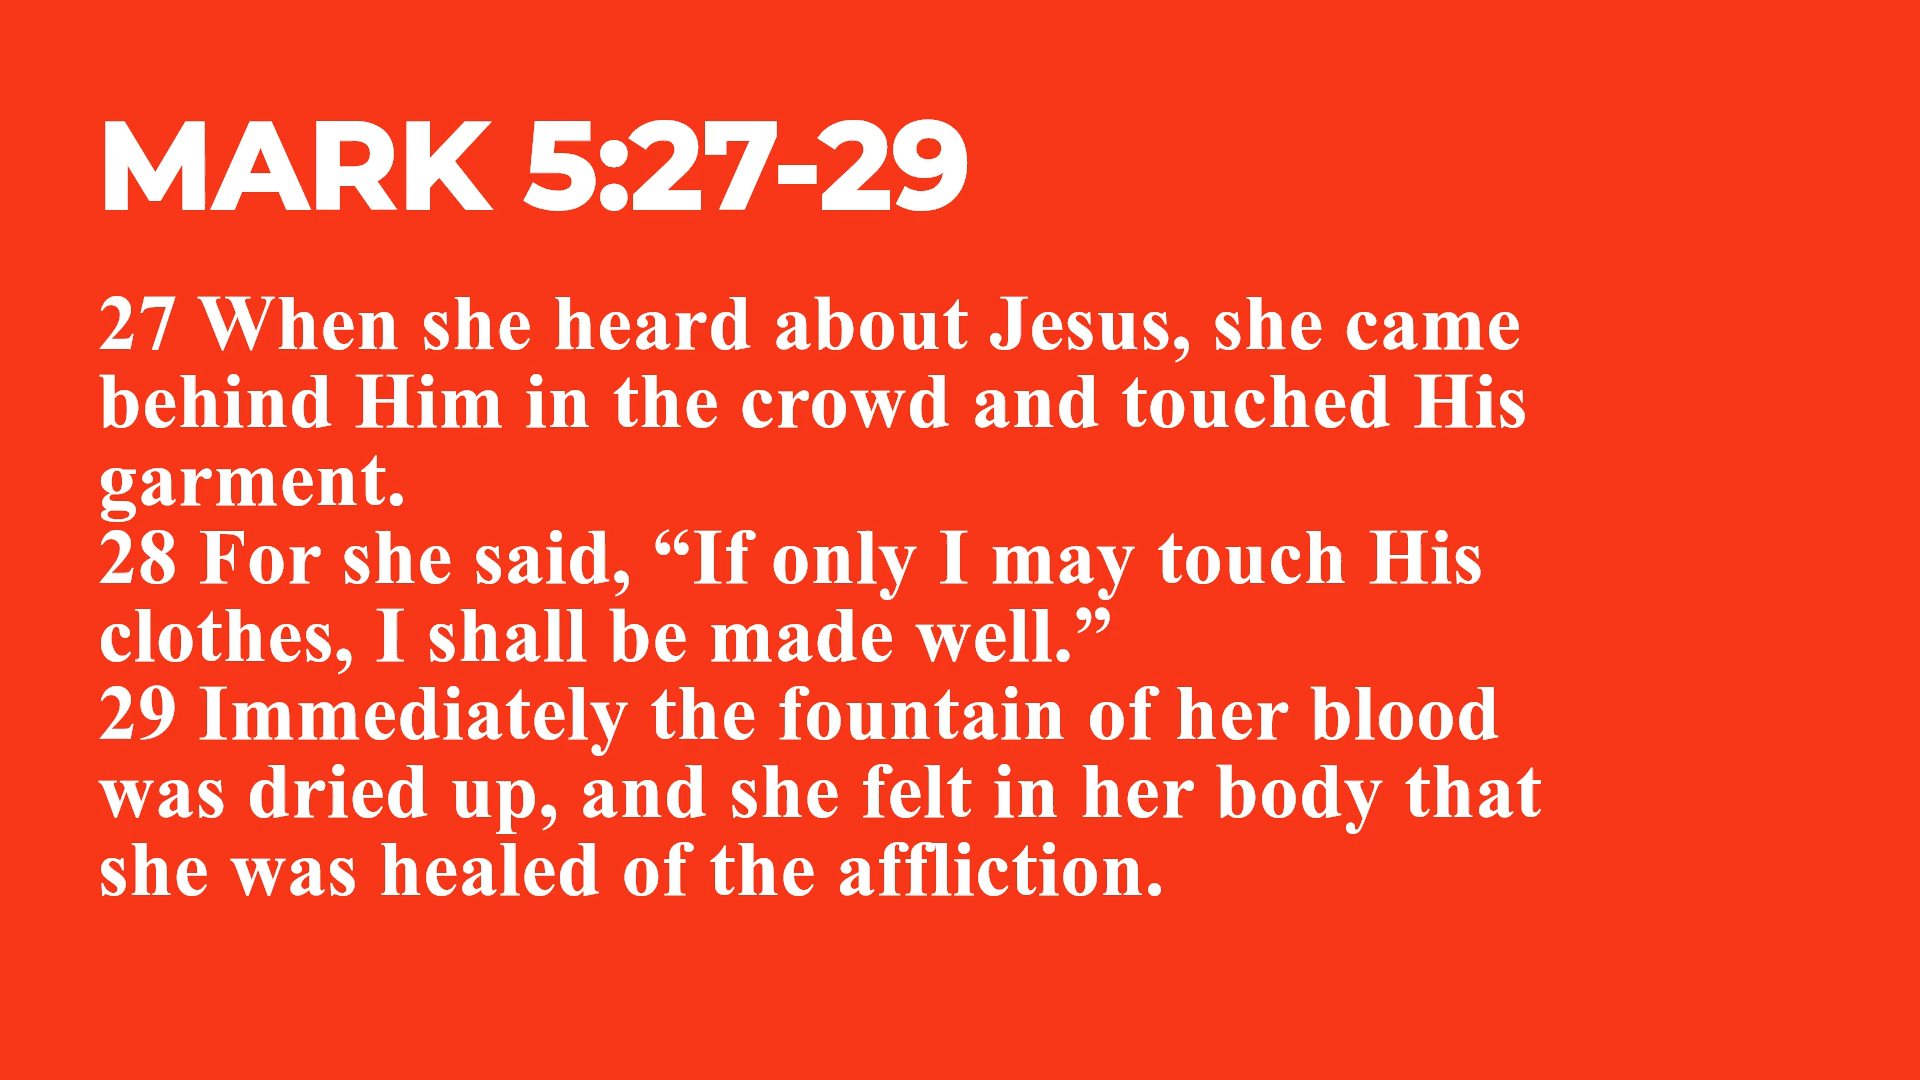 MARK 5:27-29
27 When she heard about Jesus, she came
behind Him in the crowd and touched His
garment.
28 For she said, “If only I may touch His
clothes, I shall be made well.”
29 Immediately the fountain of her blood
was dried up, and she felt in her body that
she was healed of the affliction.